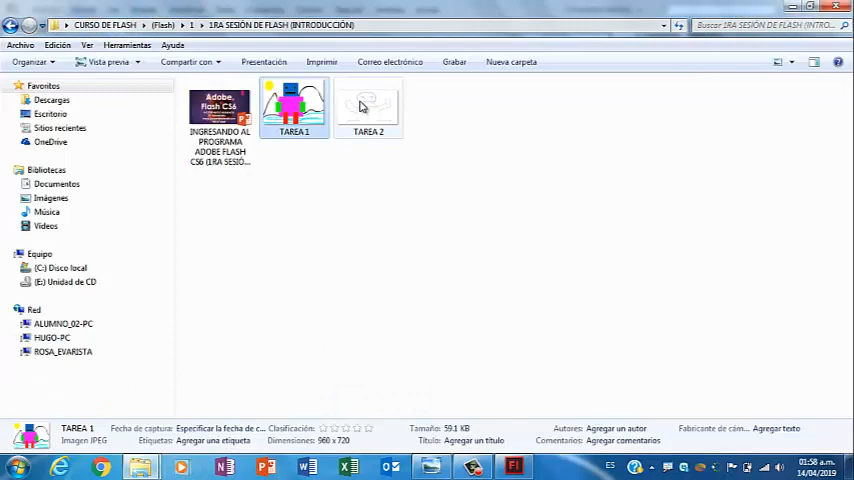 CURSO DE FLASH ▸ (Flash) ▸ 1 ▸ 1RA SESIÓN DE FLASH (INTRODUCCIÓN)
Buscar 1RA SESIÓN DE FLASH (INTRO...
Archivo Edición Ver Herramientas Ayuda
Organizar Vista previa Compartir con Presentación Imprimir Correo electrónico Grabar Nueva carpeta
Favoritos
Descargas
Escritorio
Sitios recientes
OneDrive
Bibliotecas
Documentos
Imágenes
Música
Vídeos
Equipo
(C:) Disco local
(E:) Unidad de CD
Red
ALUMNO_02-PC
HUGO-PC
ROSA_EVARISTA
Adobe
Flash CS6
INGRESANDO AL
PROGRAMA
ADOBE FLASH
CS6 (1RA SESIÓ...
TAREA 1
TAREA 2
TAREA 1
Imagen JPEG
Fecha de captura: Especificar la fecha de c...
Etiquetas: Agregar una etiqueta
Clasificación:
Dimensiones: 960 x 720
Tamaño: 59.1 KB
Título: Agregar un título
Autores: Agregar un autor
Comentarios: Agregar comentarios
Fabricante de cám... Agregar texto
ES
01:58 a.m.
14/04/2019